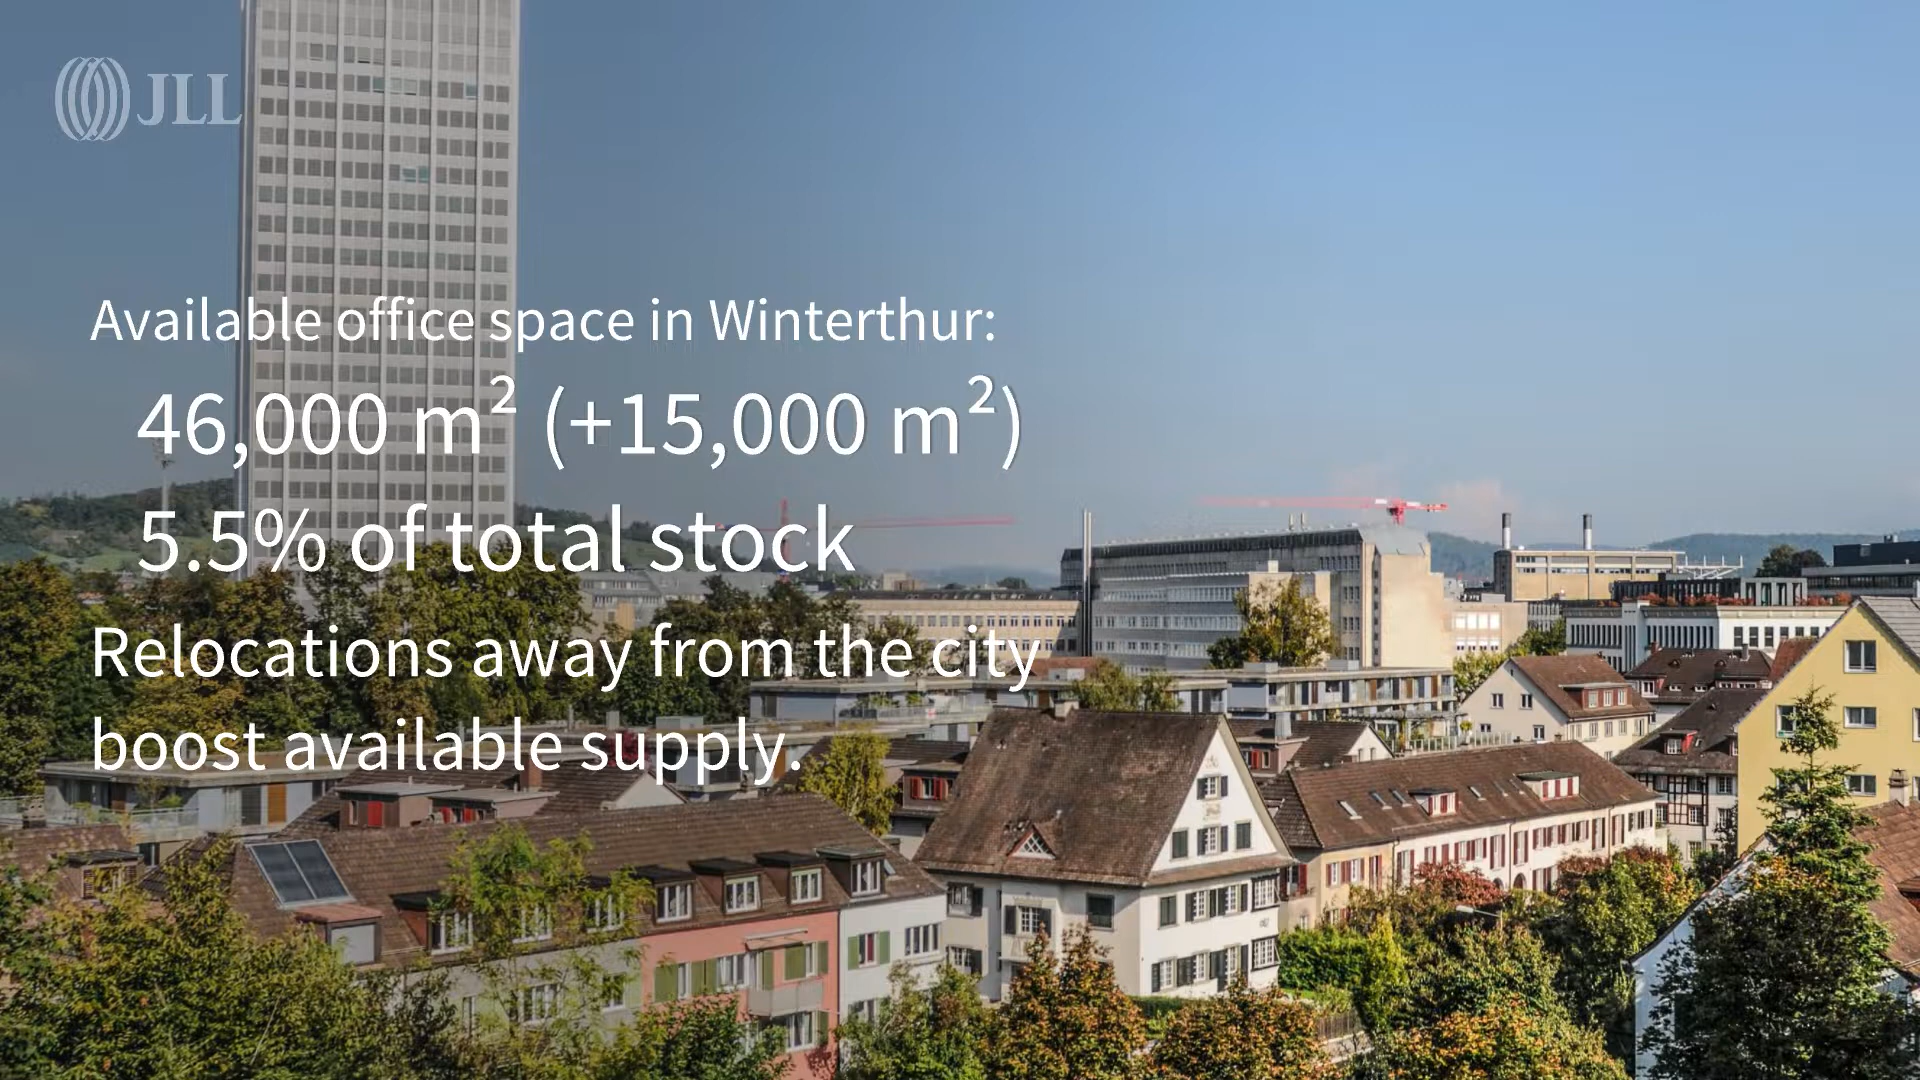 JLL
Available office space in Winterthur:
46,000 m² (+15,000 m²)
5.5% of total stock
Relocations away from the city
boost available supply.